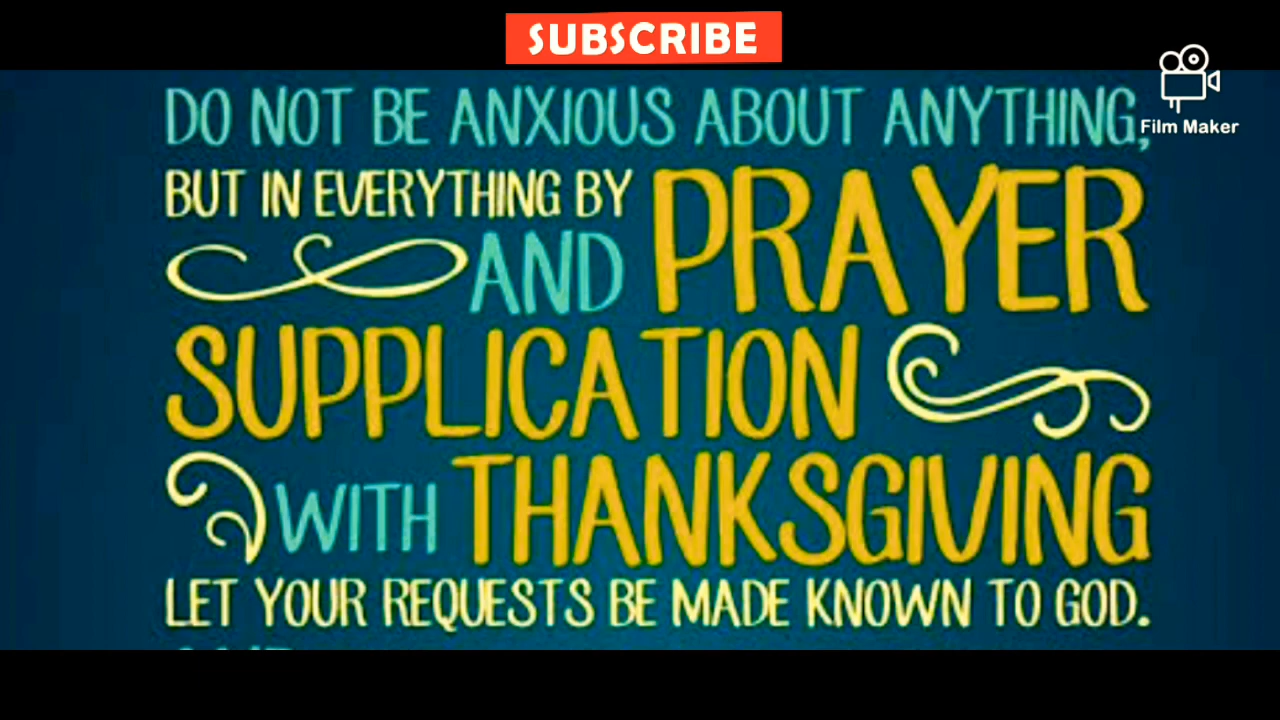 SUBSCRIBE
Film Maker
DO NOT BE ANXIOUS ABOUT ANYTHING,
BUT IN EVERYTHING BY PRAYER
AND
SUPPLICATION
WITH THANKSGIVING
LET YOUR REQUESTS BE MADE KNOWN TO GOD.